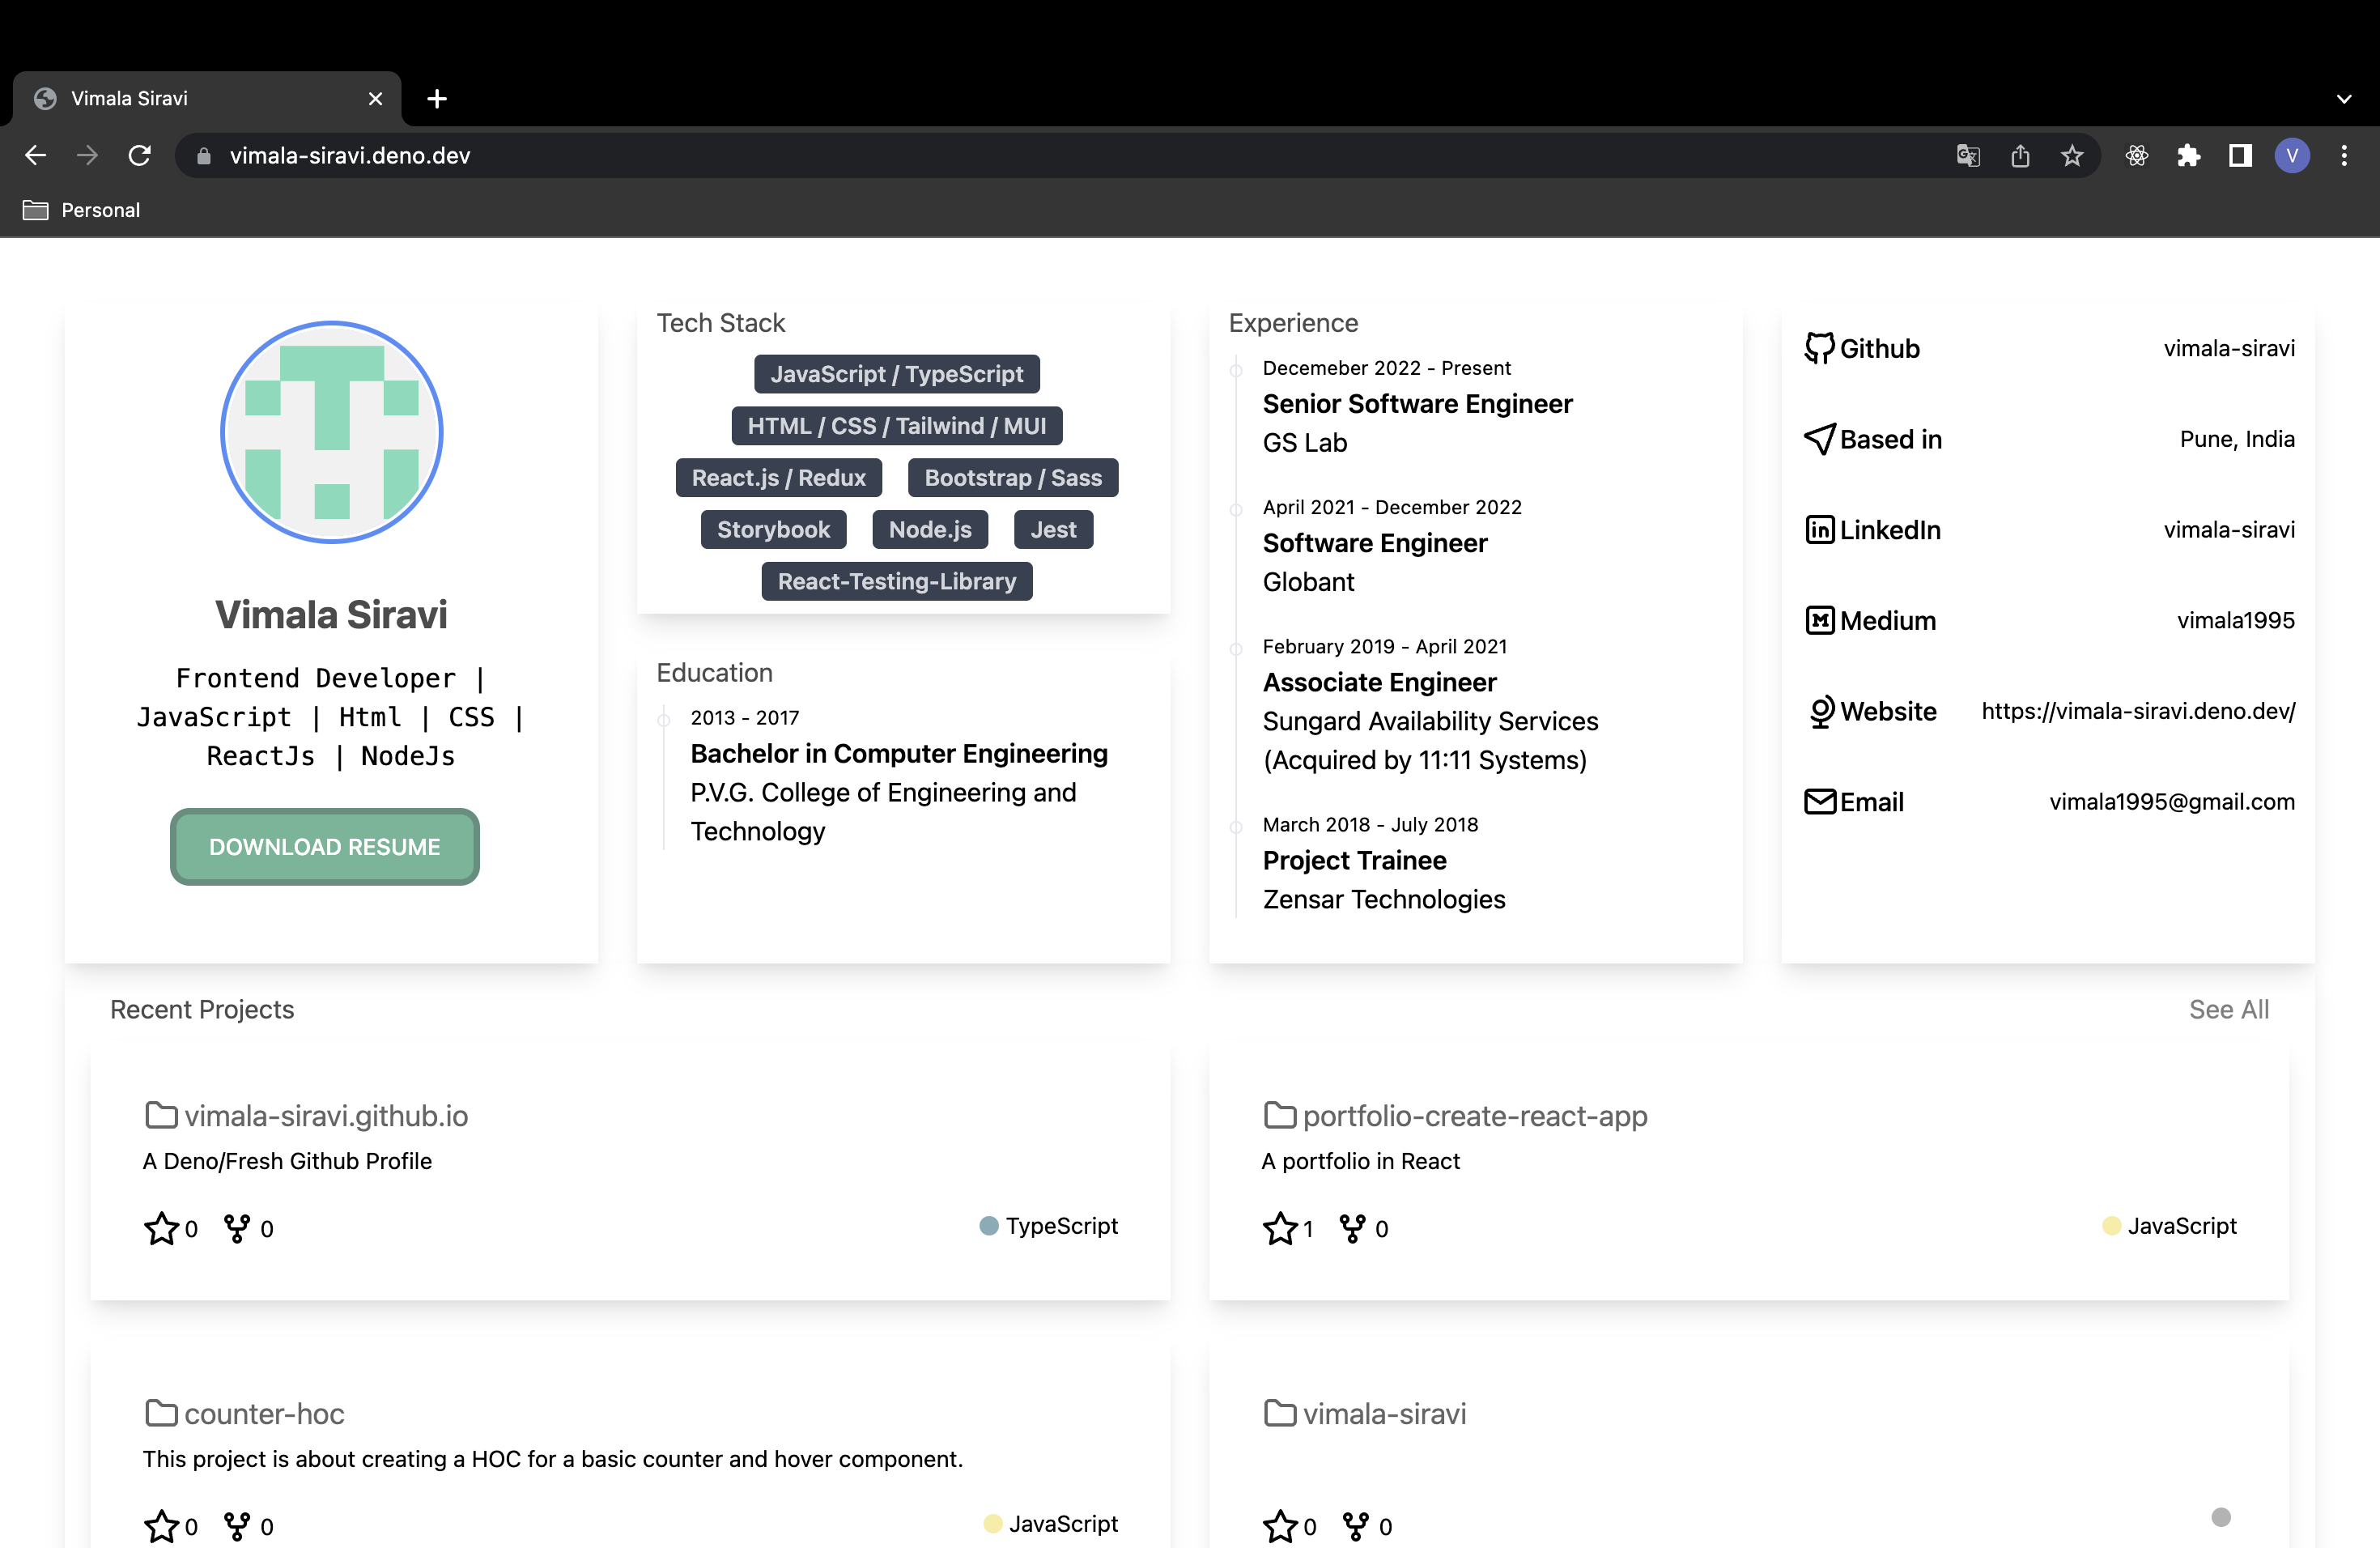 Vimala Siravi
vimala-siravi.deno.dev
V
Personal
Vimala Siravi
Frontend Developer |
JavaScript | Html | CSS |
ReactJs | NodeJs
DOWNLOAD RESUME
Tech Stack
JavaScript / TypeScript
HTML / CSS / Tailwind / MUI
React.js / Redux
Bootstrap / Sass
Storybook
Node.js
Jest
React-Testing-Library
Education
2013 - 2017
Bachelor in Computer Engineering
P.V.G. College of Engineering and
Technology
Experience
Decemeber 2022 - Present
Senior Software Engineer
GS Lab
April 2021 - December 2022
Software Engineer
Globant
February 2019 - April 2021
Associate Engineer
Sungard Availability Services
(Acquired by 11:11 Systems)
March 2018 - July 2018
Project Trainee
Zensar Technologies
Github vimala-siravi
Based in Pune, India
LinkedIn vimala-siravi
Medium vimala1995
Website https://vimala-siravi.deno.dev/
Email vimala1995@gmail.com
Recent Projects
See All
vimala-siravi.github.io
A Deno/Fresh Github Profile
0 0 TypeScript
portfolio-create-react-app
A portfolio in React
1 0 JavaScript
counter-hoc
This project is about creating a HOC for a basic counter and hover component.
0 0 JavaScript
vimala-siravi
0 0